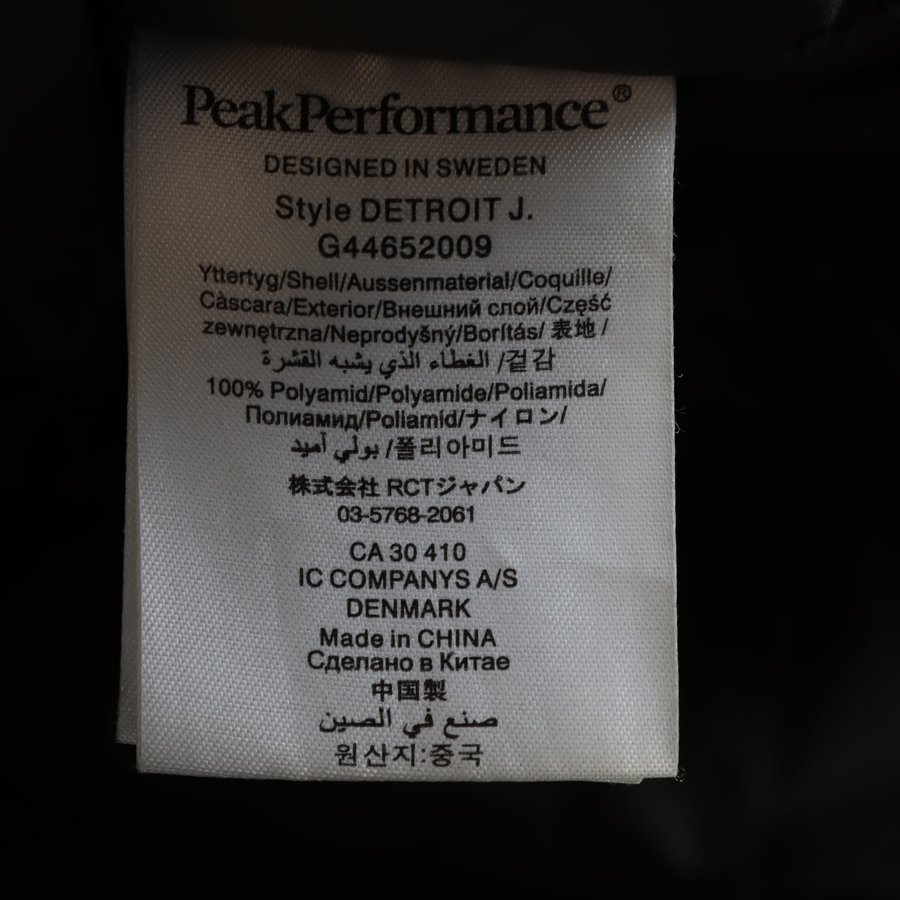 PeakPerformance®
DESIGNED IN SWEDEN
Style DETROIT J.
G44652009
Yttertyg/Shell/Aussenmaterial/Coquille/
Càscara/Exterior/Внешний слой/Część
zewnętrzna/Neprodyšný/Borítás/ 表地 /
الغطاء الذي يشبه القشرة /겉감
100% Polyamid/Polyamide/Poliamida/
Полиамид/Poliamid/ナイロン/
بولي آميد /폴리아미드
株式会社 RCTジャパン
03-5768-2061
CA 30 410
IC COMPANYS A/S
DENMARK
Made in CHINA
Сделано в Китае
中国製
صنع في الصين
원산지:중국